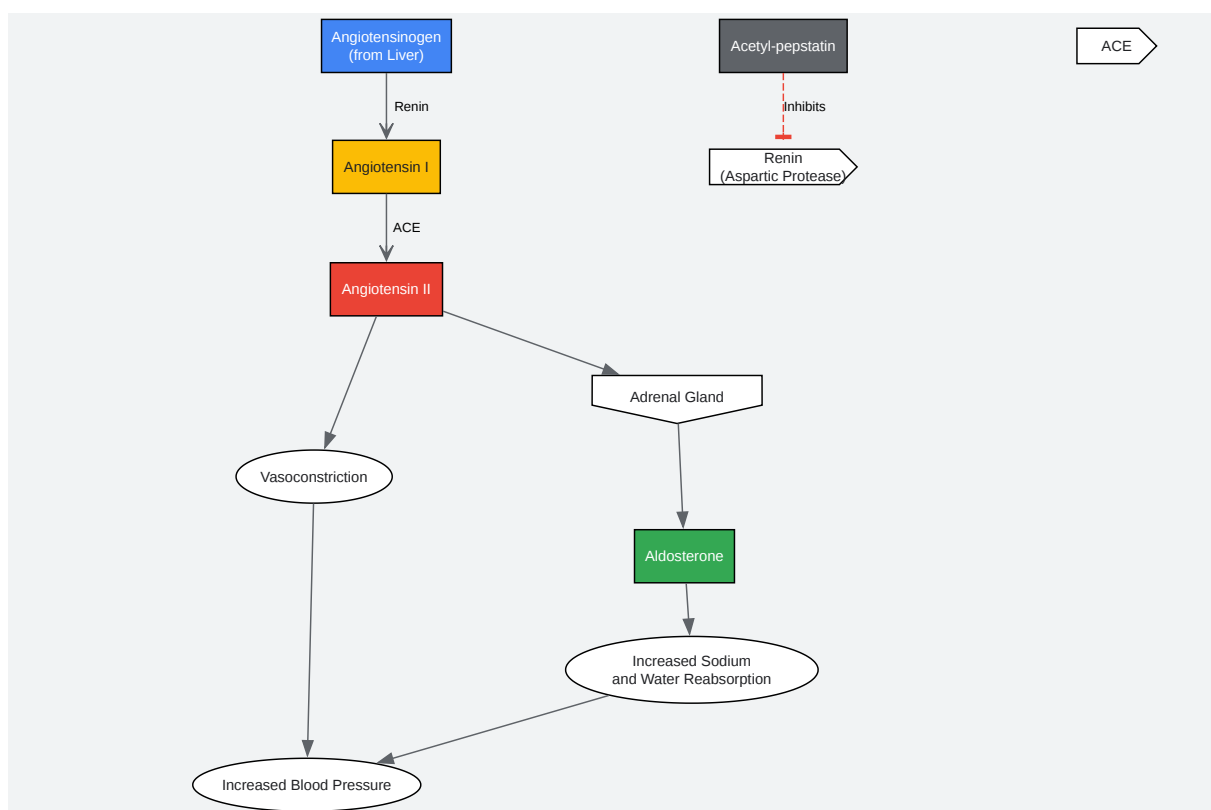 Angiotensinogen
(from Liver)
Acetyl-pepstatin
ACE
Renin
Inhibits
Angiotensin I
Renin
(Aspartic Protease)
ACE
Angiotensin II
Adrenal Gland
Vasoconstriction
Aldosterone
Increased Sodium
and Water Reabsorption
Increased Blood Pressure